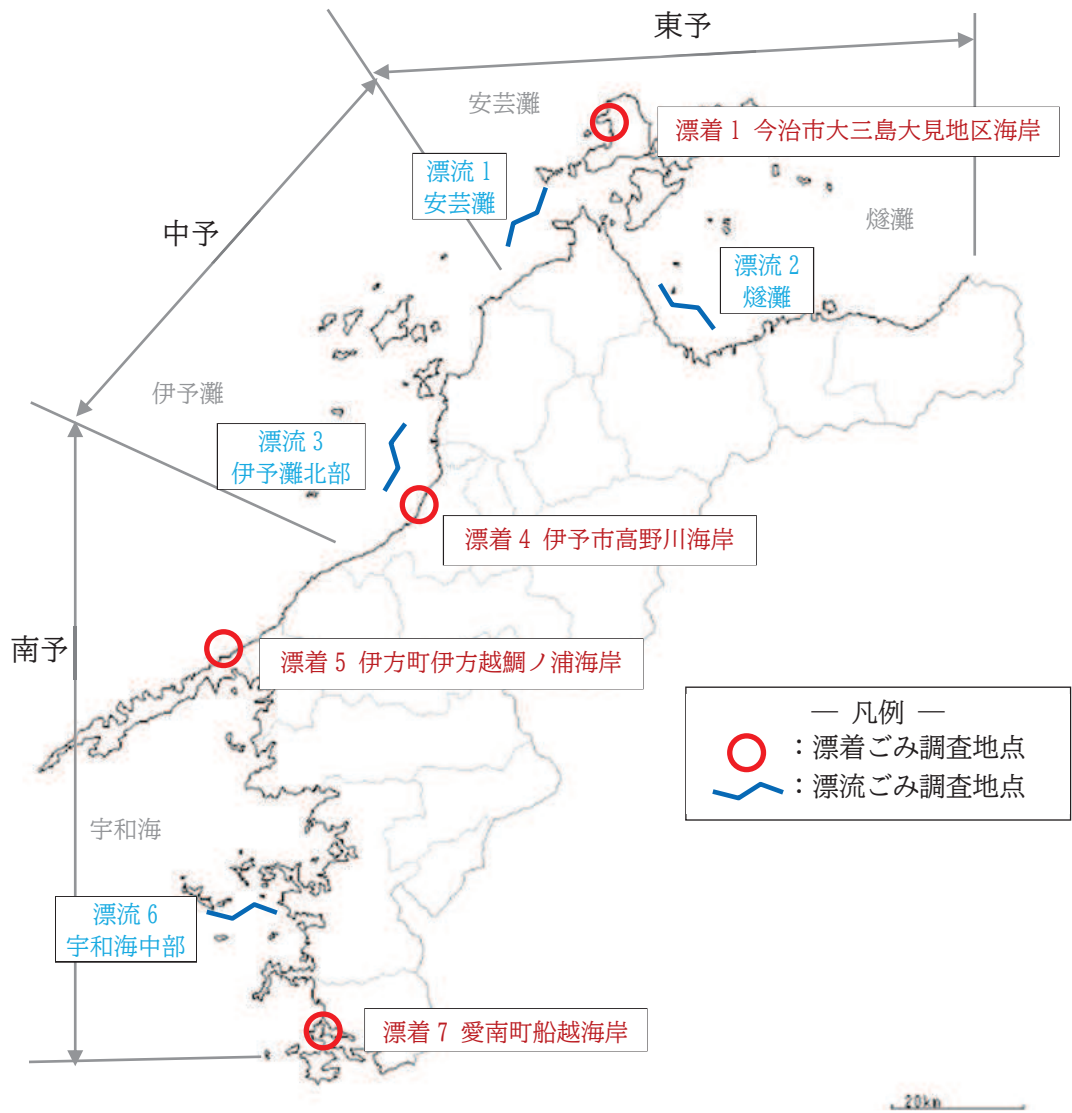 東予
安芸灘
漂着 1 今治市大三島大見地区海岸
漂流 1
安芸灘
中予
燧灘
漂流 2
燧灘
伊予灘
漂流 3
伊予灘北部
漂着 4 伊予市高野川海岸
南予
漂着 5 伊方町伊方越鯛ノ浦海岸
― 凡例 ―
：漂着ごみ調査地点
：漂流ごみ調査地点
宇和海
漂流 6
宇和海中部
漂着 7 愛南町船越海岸
20km